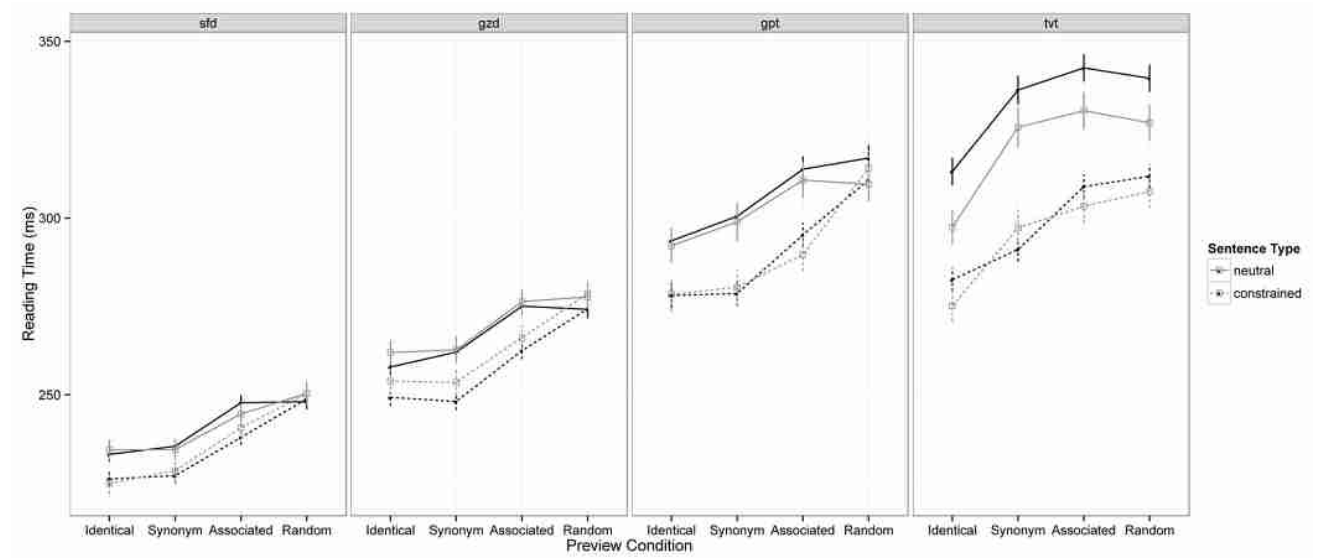 sfd gzd gpt tvt
350
300
250
Reading Time (ms)
Identical Synonym Associated Random Identical Synonym Associated Random Identical Synonym Associated Random Identical Synonym Associated Random
Preview Condition
Sentence Type
neutral
constrained